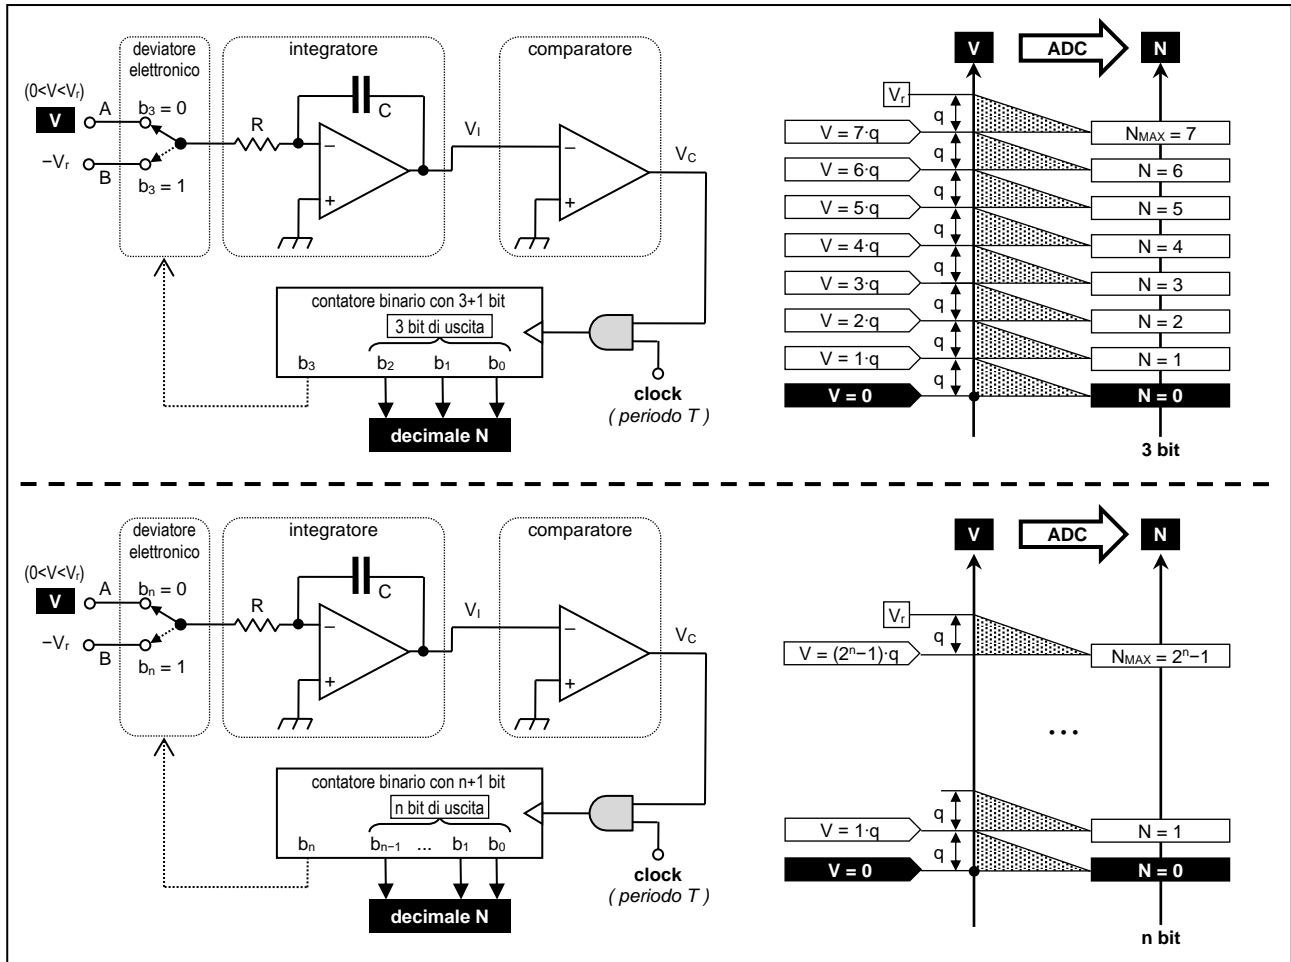 deviatore
elettronico
integratore
comparatore
(0<V<Vr)
V
A
b3 = 0
−Vr
B
b3 = 1
R
C
−
+
VI
−
+
VC
contatore binario con 3+1 bit
3 bit di uscita
b3 b2 b1 b0
clock
( periodo T )
decimale N
V
ADC
N
Vr
q
V = 7·q
NMAX = 7
q
V = 6·q
N = 6
q
V = 5·q
N = 5
q
V = 4·q
N = 4
q
V = 3·q
N = 3
q
V = 2·q
N = 2
q
V = 1·q
N = 1
q
V = 0
N = 0
3 bit
deviatore
elettronico
integratore
comparatore
(0<V<Vr)
V
A
bn = 0
−Vr
B
bn = 1
R
C
−
+
VI
−
+
VC
contatore binario con n+1 bit
n bit di uscita
bn bn−1 ... b1 b0
clock
( periodo T )
decimale N
V
ADC
N
Vr
q
V = (2ⁿ−1)·q
NMAX = 2ⁿ−1
...
q
V = 1·q
N = 1
q
V = 0
N = 0
n bit